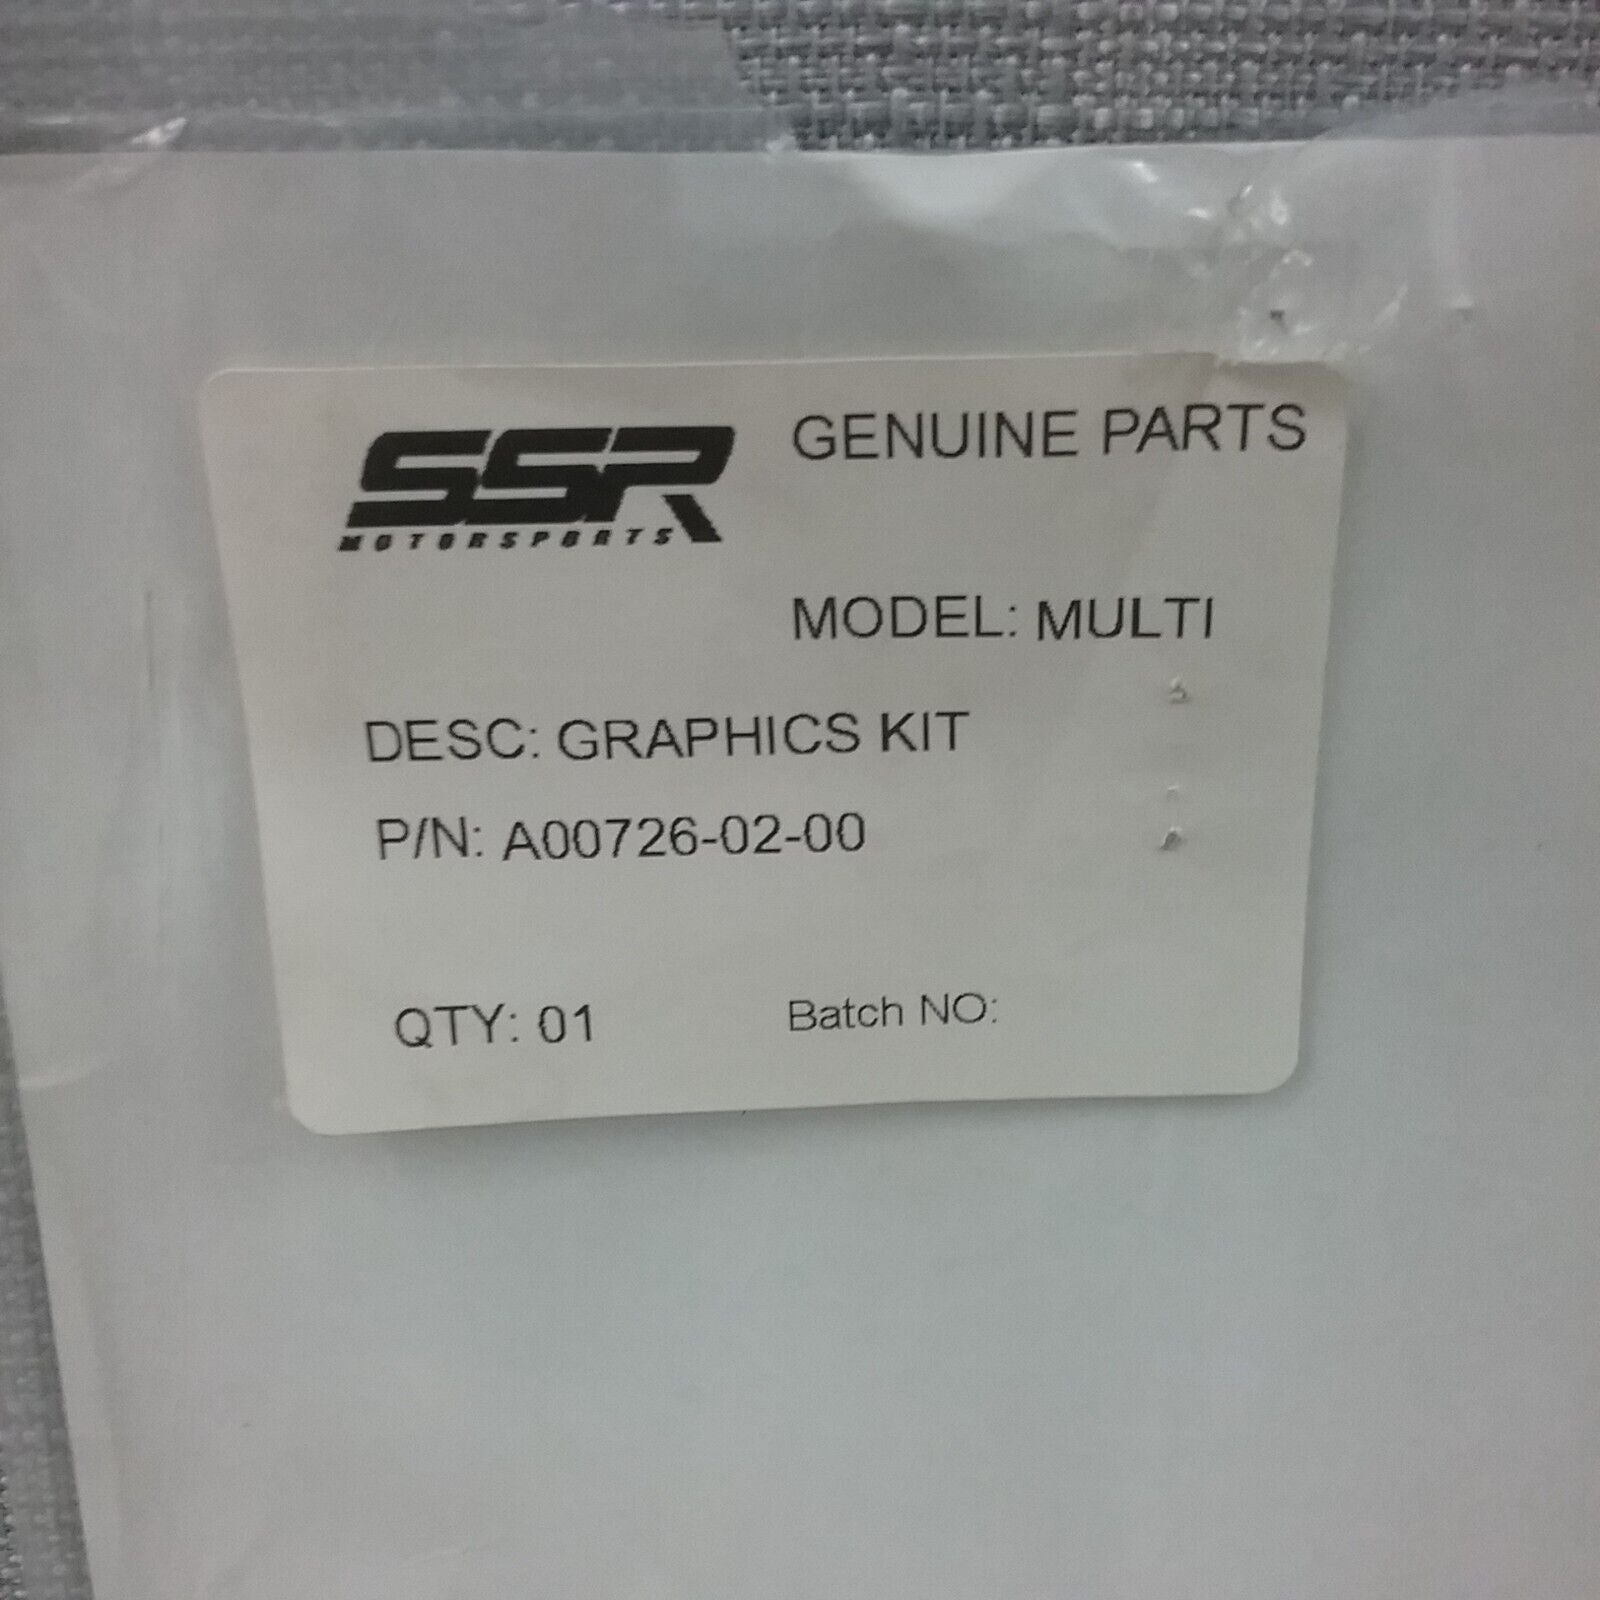 SSR
MOTORSPORTS
GENUINE PARTS
MODEL: MULTI
DESC: GRAPHICS KIT
P/N: A00726-02-00
QTY: 01
Batch NO: